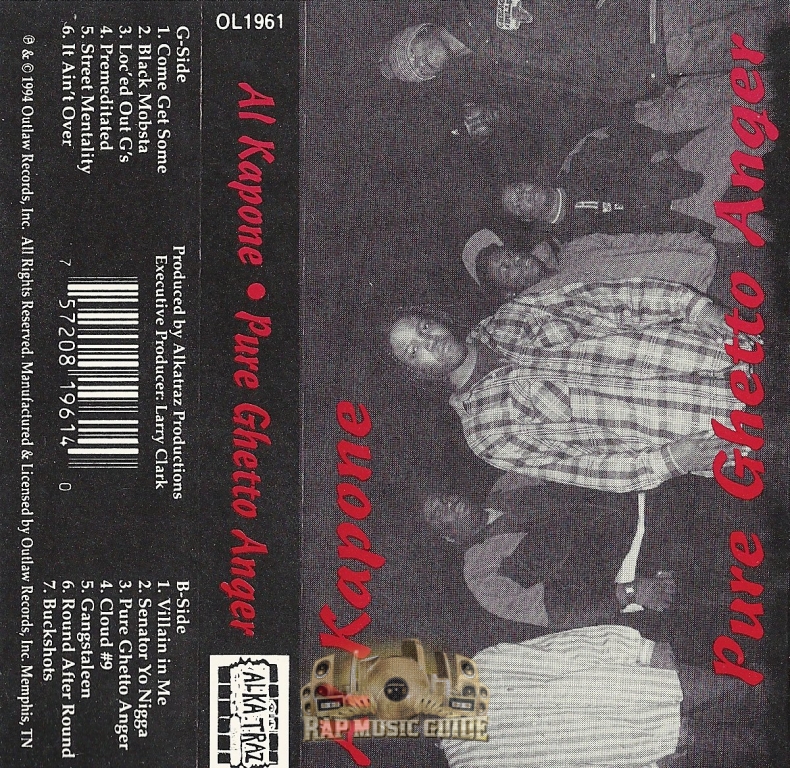 OL1961
Al Kapone • Pure Ghetto Anger
ALKATRAZ
G-Side
1. Come Get Some
2. Black Mobsta
3. Loc'ed Out G's
4. Premeditated
5. Street Mentality
6. It Ain't Over
Produced by Alkatraz Productions
Executive Producer: Larry Clark
7 57208 19614 0
B-Side
1. Villain in Me
2. Senator Yo Nigga
3. Pure Ghetto Anger
4. Cloud #9
5. Gangstaleen
6. Round After Round
7. Buckshots
℗ & © 1994 Outlaw Records, Inc. All Rights Reserved. Manufactured & Licensed by Outlaw Records, Inc. Memphis, TN
Pure Ghetto Anger
Al Kapone
RAP MUSIC GUIDE